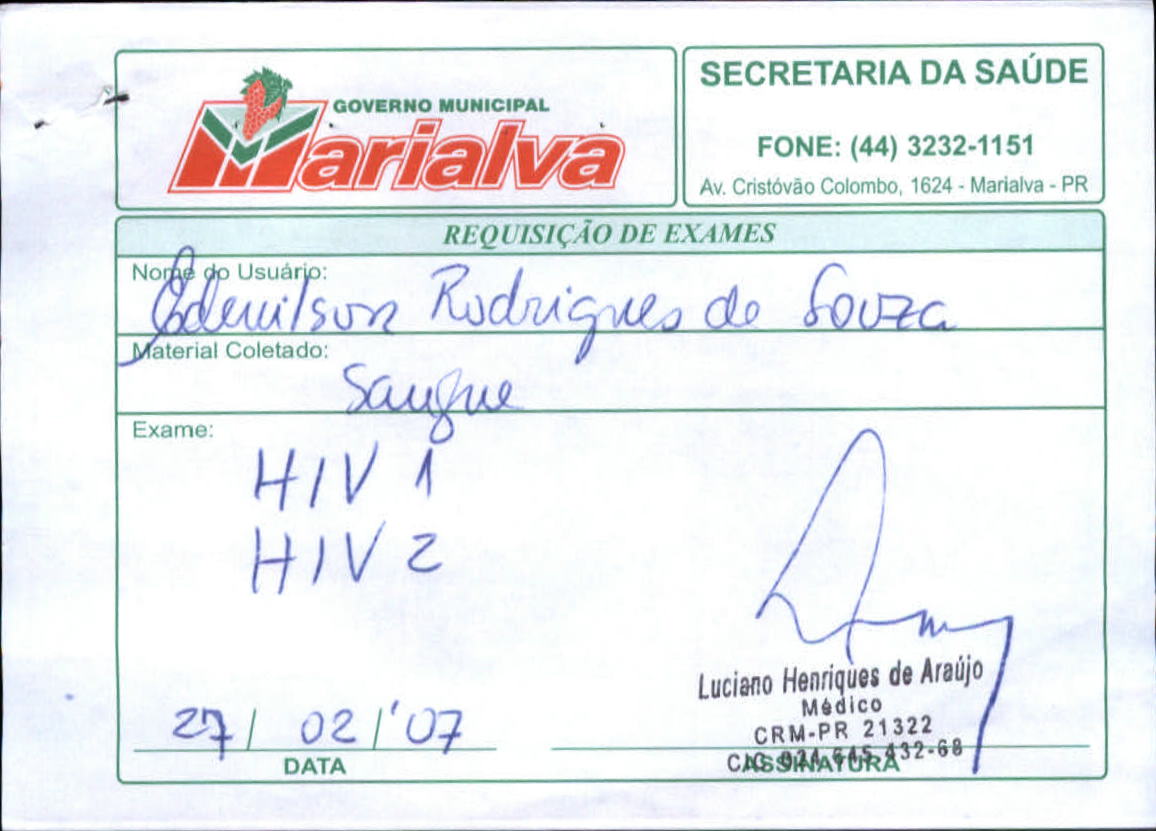 GOVERNO MUNICIPAL
Marialva
SECRETARIA DA SAÚDE
FONE: (44) 3232-1151
Av. Cristóvão Colombo, 1624 - Marialva - PR
REQUISIÇÃO DE EXAMES
Nome do Usuário:
Edenilson Rodrigues de Souza
Material Coletado:
Sangue
Exame:
HIV 1
HIV 2
Luciano Henriques de Araújo
Médico
CRM-PR 21322
27/ 02 /'07
DATA
ASSINATURA